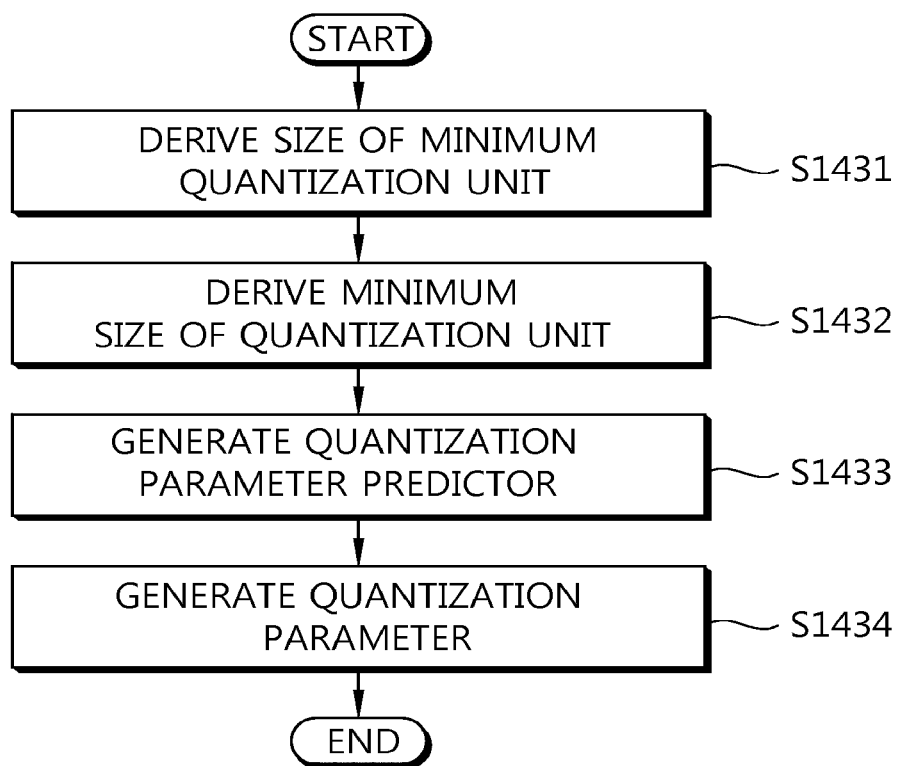 START
DERIVE SIZE OF MINIMUM
QUANTIZATION UNIT
S1431
DERIVE MINIMUM
SIZE OF QUANTIZATION UNIT
S1432
GENERATE QUANTIZATION
PARAMETER PREDICTOR
S1433
GENERATE QUANTIZATION
PARAMETER
S1434
END